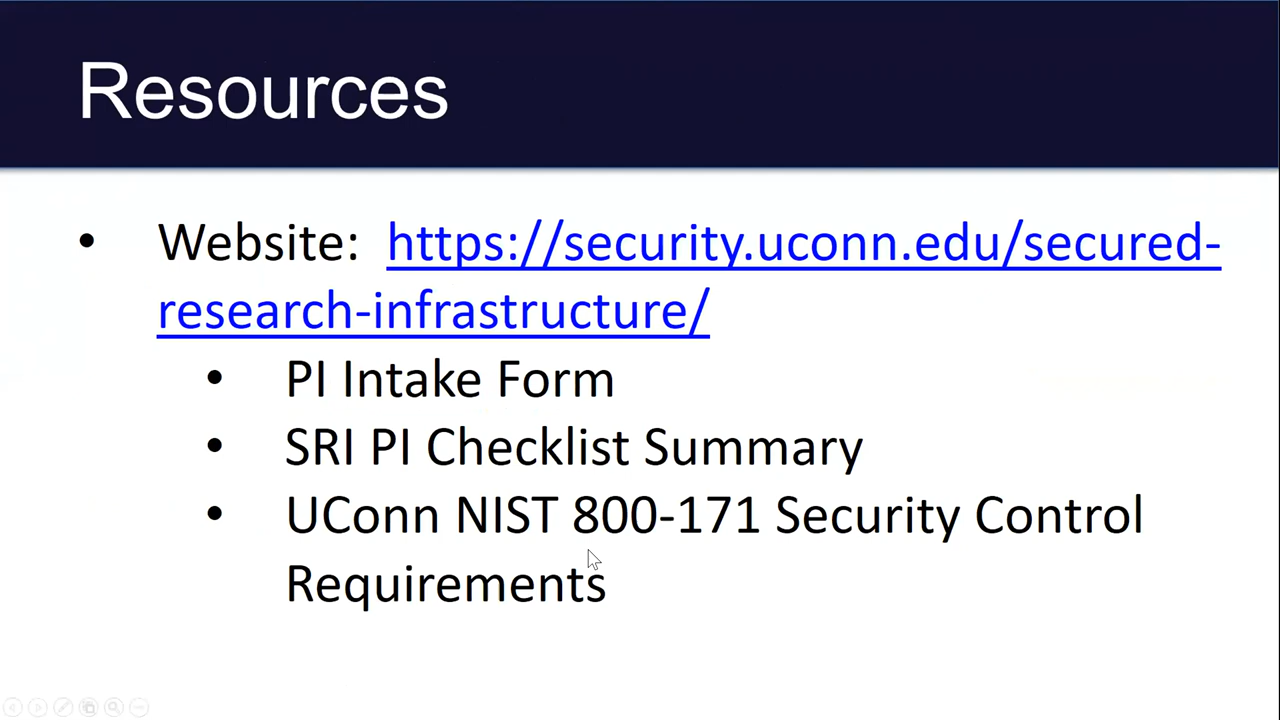 Resources
• Website: https://security.uconn.edu/secured-
research-infrastructure/
• PI Intake Form
• SRI PI Checklist Summary
• UConn NIST 800-171 Security Control
Requirements